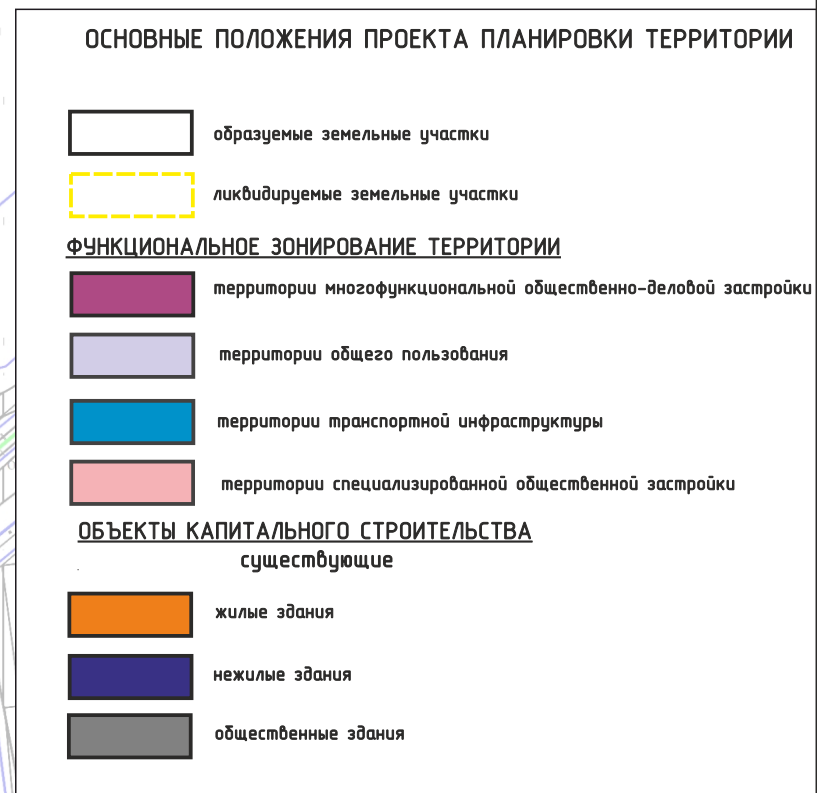 ОСНОВНЫЕ ПОЛОЖЕНИЯ ПРОЕКТА ПЛАНИРОВКИ ТЕРРИТОРИИ
образуемые земельные участки
ликвидируемые земельные участки
ФУНКЦИОНАЛЬНОЕ ЗОНИРОВАНИЕ ТЕРРИТОРИИ
территории многофункциональной общественно-деловой застройки
территории общего пользования
территории транспортной инфраструктуры
территории специализированной общественной застройки
ОБЪЕКТЫ КАПИТАЛЬНОГО СТРОИТЕЛЬСТВА
существующие
жилые здания
нежилые здания
общественные здания